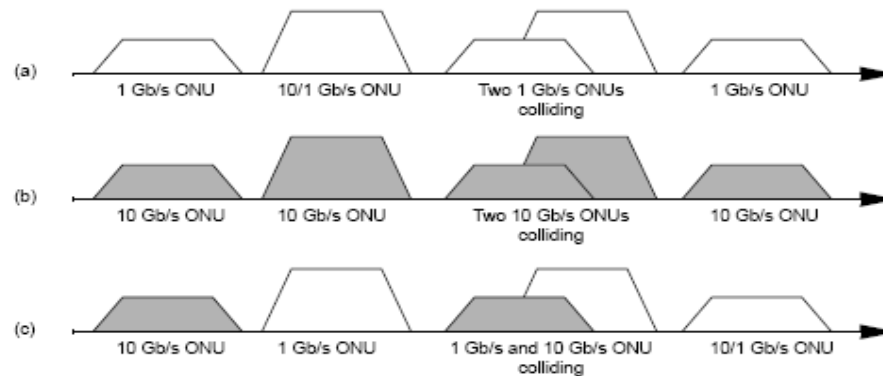 (a)
1 Gb/s ONU 10/1 Gb/s ONU Two 1 Gb/s ONUs 1 Gb/s ONU
colliding
(b)
10 Gb/s ONU 10 Gb/s ONU Two 10 Gb/s ONUs 10 Gb/s ONU
colliding
(c)
10 Gb/s ONU 1 Gb/s ONU 1 Gb/s and 10 Gb/s ONU 10/1 Gb/s ONU
colliding